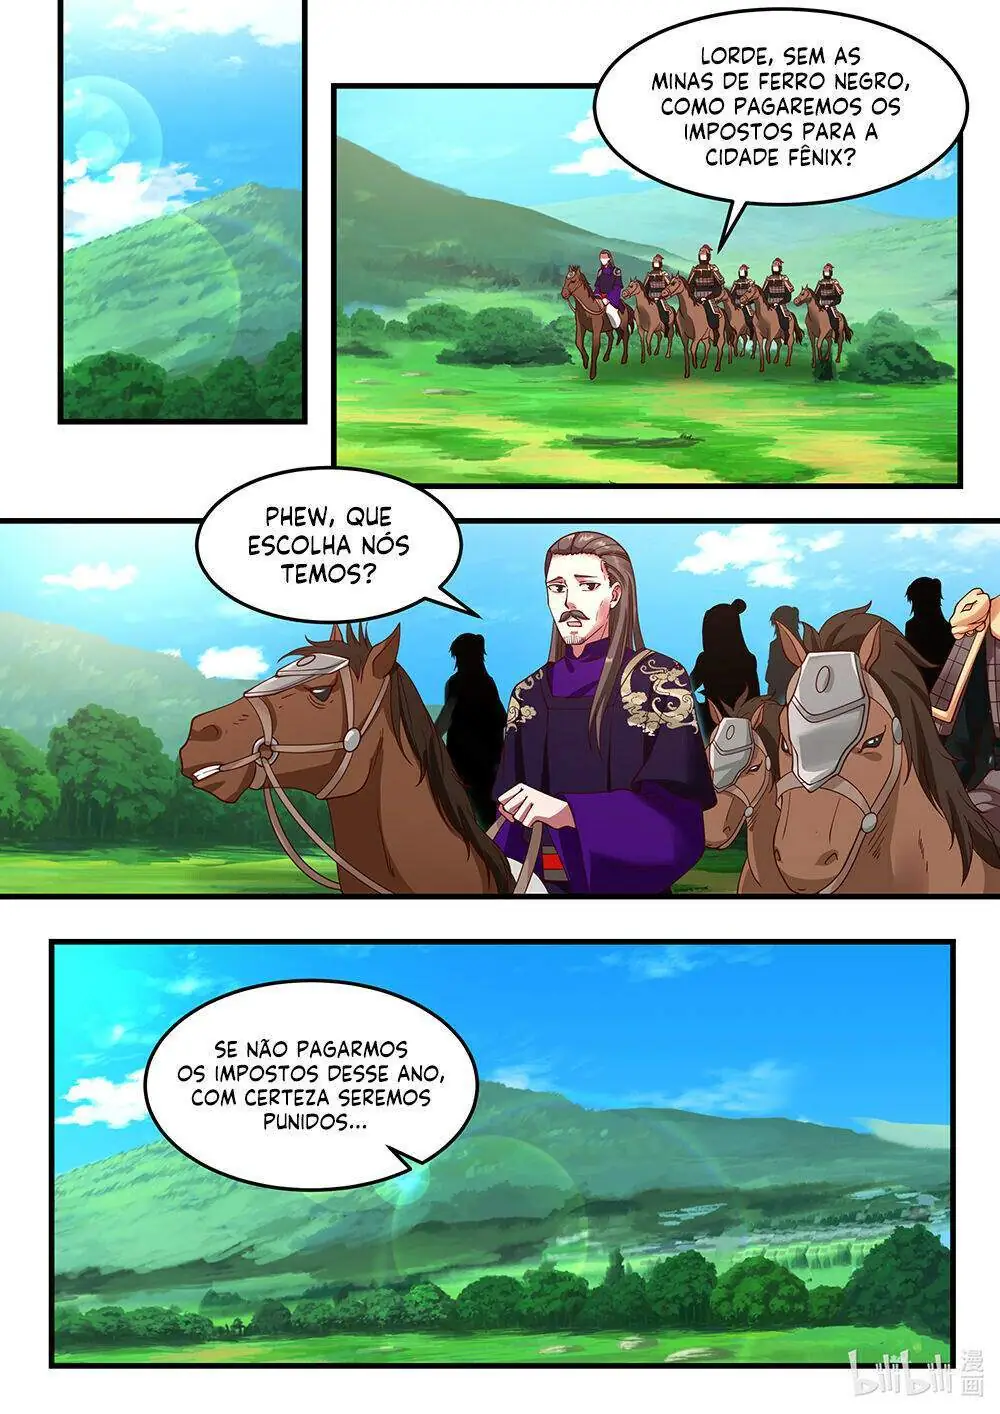 LORDE, SEM AS
MINAS DE FERRO NEGRO,
COMO PAGAREMOS OS
IMPOSTOS PARA A
CIDADE FÊNIX?
PHEW, QUE
ESCOLHA NÓS
TEMOS?
SE NÃO PAGARMOS
OS IMPOSTOS DESSE ANO,
COM CERTEZA SEREMOS
PUNIDOS...
bilibili 漫画